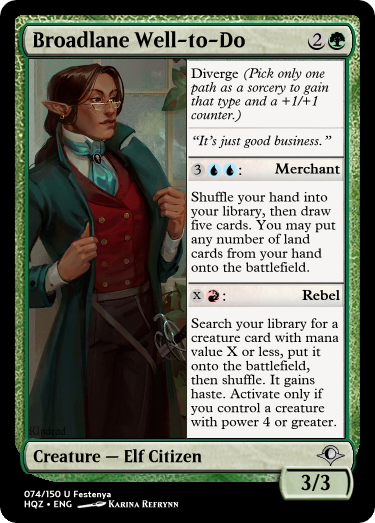 Broadlane Well-to-Do 2
Diverge (Pick only one
path as a sorcery to gain
that type and a +1/+1
counter.)
"It's just good business."
3 : Merchant
Shuffle your hand into
your library, then draw
five cards. You may put
any number of land
cards from your hand
onto the battlefield.
X : Rebel
Search your library for a
creature card with mana
value X or less, put it
onto the battlefield,
then shuffle. It gains
haste. Activate only if
you control a creature
with power 4 or greater.
Creature — Elf Citizen
3/3
074/150 U Festenya
HQZ • ENG Karina Refrynn